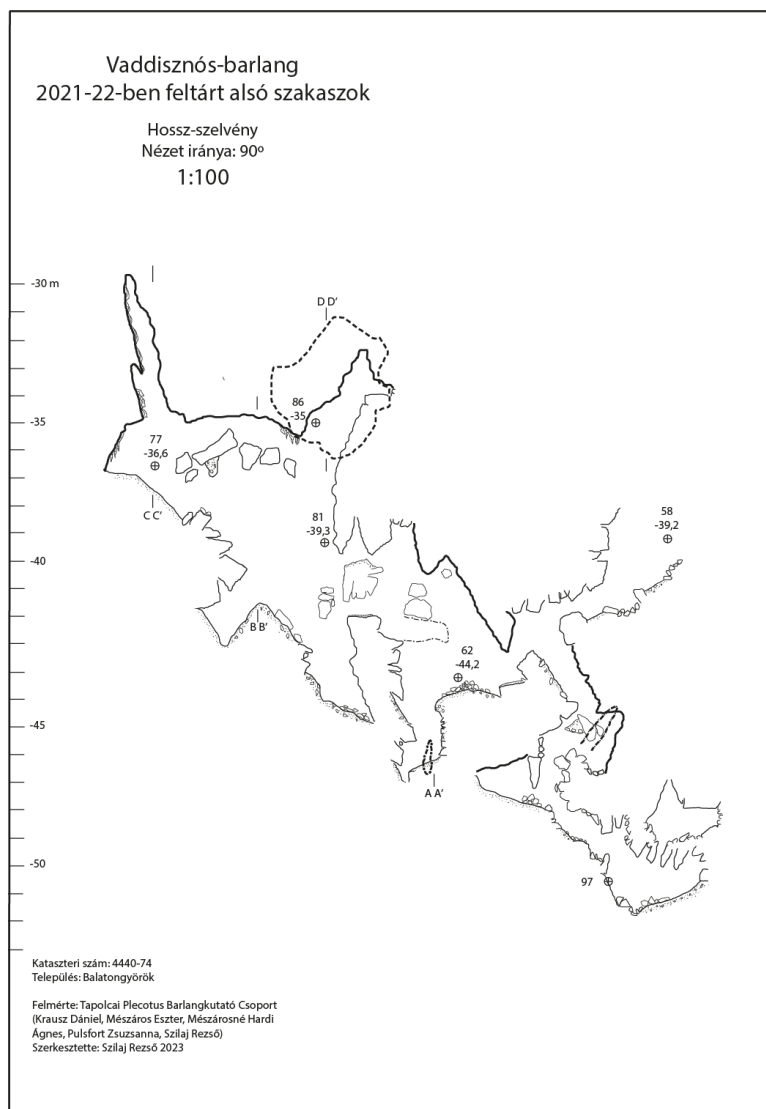 Vaddisznós-barlang
2021-22-ben feltárt alsó szakaszok
Hossz-szelvény
Nézet iránya: 90º
1:100
-30 m
D D'
86
-35
-35
77
-36,6
C C'
81
-39,3
58
-39,2
-40
B B'
62
-44,2
-45
A A'
-50
97
Kataszteri szám: 4440-74
Település: Balatongyörök
Felmérte: Tapolcai Plecotus Barlangkutató Csoport
(Krausz Dániel, Mészáros Eszter, Mészárosné Hardi
Ágnes, Pulsfort Zsuzsanna, Szilaj Rezső)
Szerkesztette: Szilaj Rezső 2023